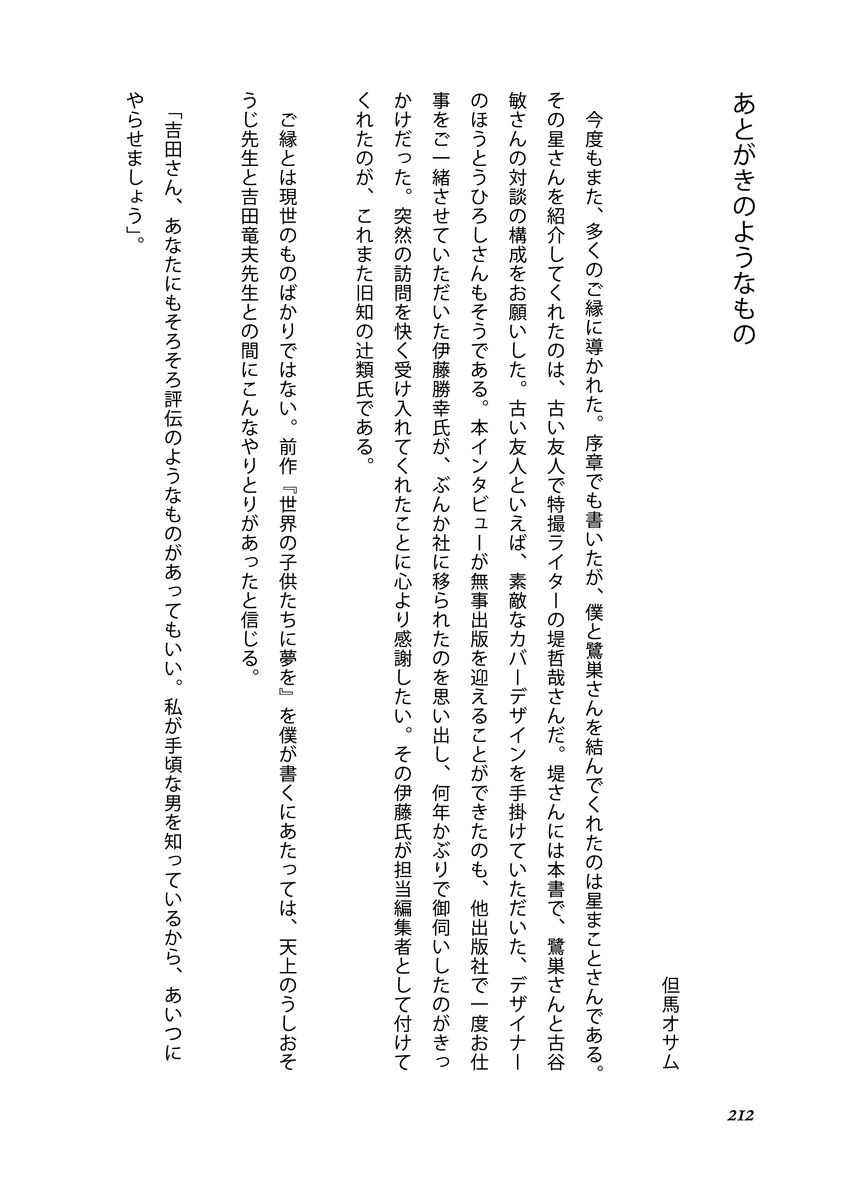 あとがきのようなもの
但馬オサム
今度もまた、多くのご縁に導かれた。序章でも書いたが、僕と鷺巣さんを結んでくれたのは星まことさんである。
その星さんを紹介してくれたのは、古い友人で特撮ライターの堤哲哉さんだ。堤さんには本書で、鷺巣さんと古谷
敏さんの対談の構成をお願いした。古い友人といえば、素敵なカバーデザインを手掛けていただいた、デザイナー
のほうとうひろしさんもそうである。本インタビューが無事出版を迎えることができたのも、他出版社で一度お仕
事をご一緒させていただいた伊藤勝幸氏が、ぶんか社に移られたのを思い出し、何年かぶりで御伺いしたのがきっ
かけだった。突然の訪問を快く受け入れてくれたことに心より感謝したい。その伊藤氏が担当編集者として付けて
くれたのが、これまた旧知の辻類氏である。
ご縁とは現世のものばかりではない。前作『世界の子供たちに夢を』を僕が書くにあたっては、天上のうしおそ
うじ先生と吉田竜夫先生との間にこんなやりとりがあったと信じる。
「吉田さん、あなたにもそろそろ評伝のようなものがあってもいい。私が手頃な男を知っているから、あいつに
やらせましょう」。
212